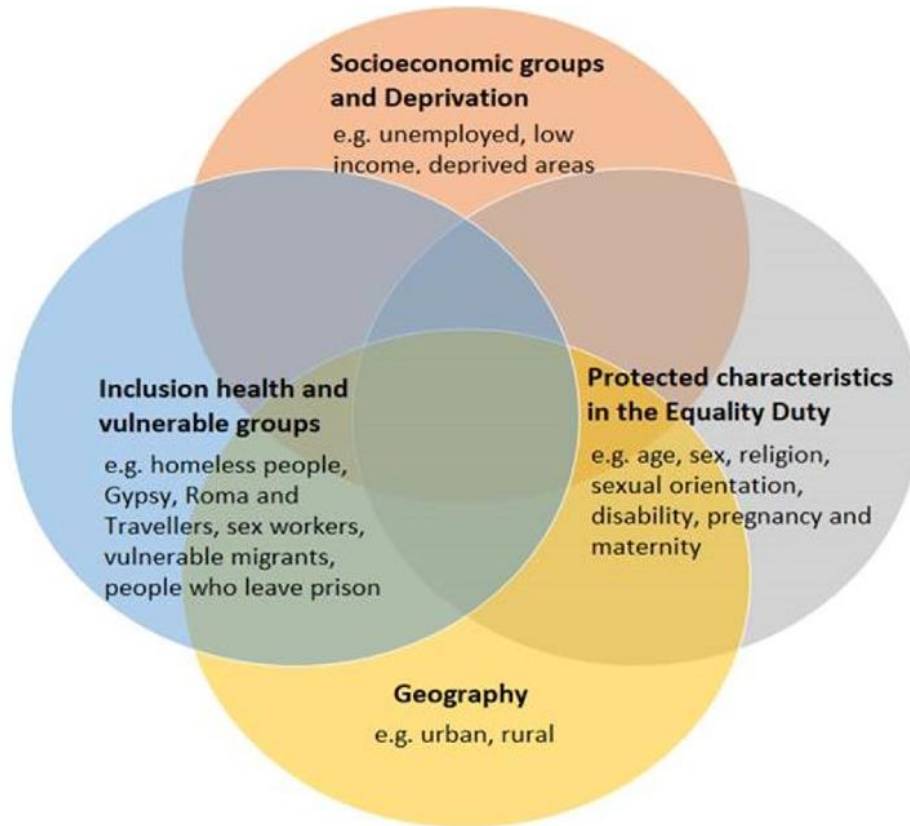 Socioeconomic groups
and Deprivation
e.g. unemployed, low
income, deprived areas
Inclusion health and
vulnerable groups
e.g. homeless people,
Gypsy, Roma and
Travellers, sex workers,
vulnerable migrants,
people who leave prison
Protected characteristics
in the Equality Duty
e.g. age, sex, religion,
sexual orientation,
disability, pregnancy and
maternity
Geography
e.g. urban, rural